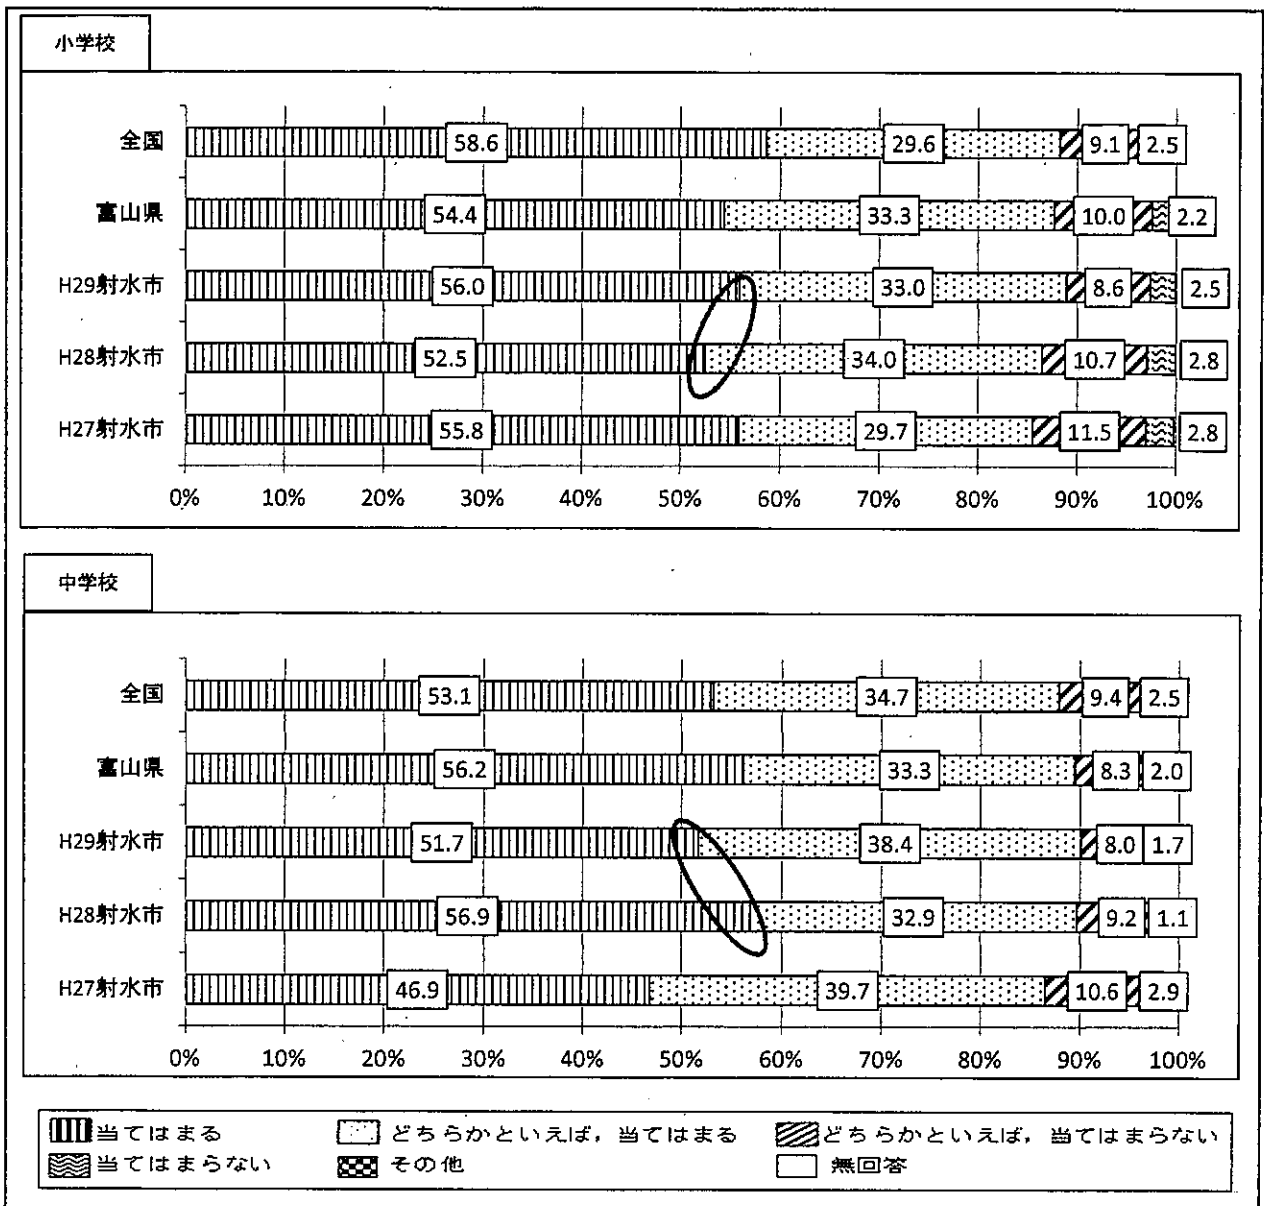 小学校
全国 58.6 29.6 9.1 2.5
富山県 54.4 33.3 10.0 2.2
H29射水市 56.0 33.0 8.6 2.5
H28射水市 52.5 34.0 10.7 2.8
H27射水市 55.8 29.7 11.5 2.8
0% 10% 20% 30% 40% 50% 60% 70% 80% 90% 100%
中学校
全国 53.1 34.7 9.4 2.5
富山県 56.2 33.3 8.3 2.0
H29射水市 51.7 38.4 8.0 1.7
H28射水市 56.9 32.9 9.2 1.1
H27射水市 46.9 39.7 10.6 2.9
0% 10% 20% 30% 40% 50% 60% 70% 80% 90% 100%
当てはまる どちらかといえば，当てはまる どちらかといえば，当てはまらない
当てはまらない その他 無回答